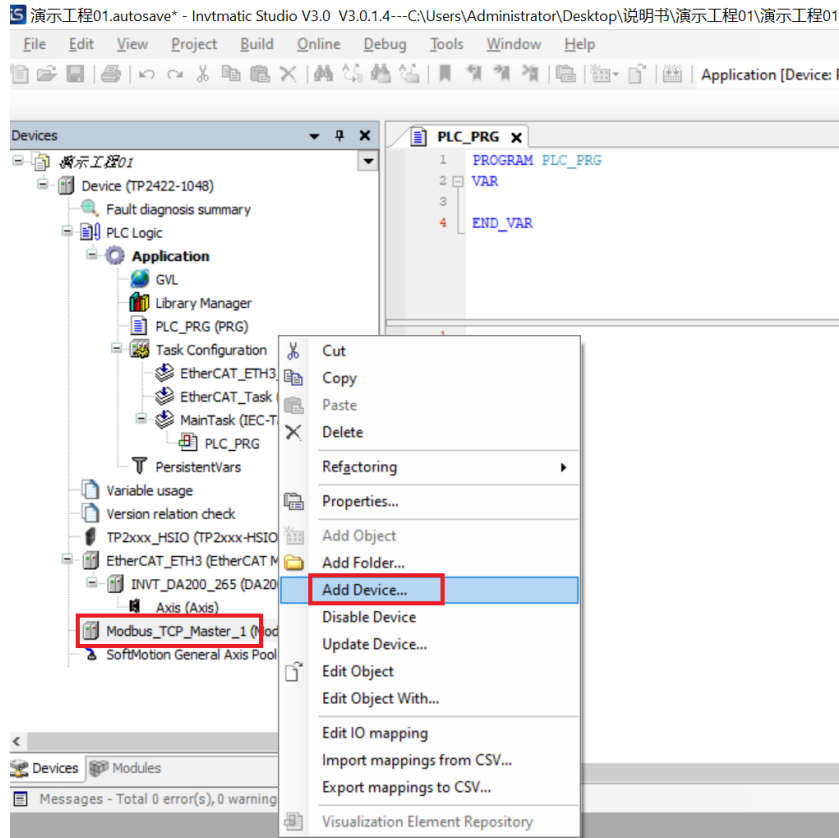 演示工程01.autosave* - Invtmatic Studio V3.0 V3.0.1.4---C:\Users\Administrator\Desktop\说明书\演示工程01\演示工程01
File Edit View Project Build Online Debug Tools Window Help
Application [Device:
Devices
演示工程01
Device (TP2422-1048)
Fault diagnosis summary
PLC Logic
Application
GVL
Library Manager
PLC_PRG (PRG)
Task Configuration
EtherCAT_ETH3_
EtherCAT_Task
MainTask (IEC-T
PLC_PRG
PersistentVars
Variable usage
Version relation check
TP2xxx_HSIO (TP2xxx-HSIO
EtherCAT_ETH3 (EtherCAT M
INVT_DA200_265 (DA20
Axis (Axis)
Modbus_TCP_Master_1 (Mod
SoftMotion General Axis Pool
Devices Modules
Messages - Total 0 error(s), 0 warning
PLC_PRG
1 PROGRAM PLC_PRG
2 VAR
3
4 END_VAR
1
Cut
Copy
Paste
Delete
Refactoring
Properties...
Add Object
Add Folder...
Add Device...
Disable Device
Update Device...
Edit Object
Edit Object With...
Edit IO mapping
Import mappings from CSV...
Export mappings to CSV...
Visualization Element Repository